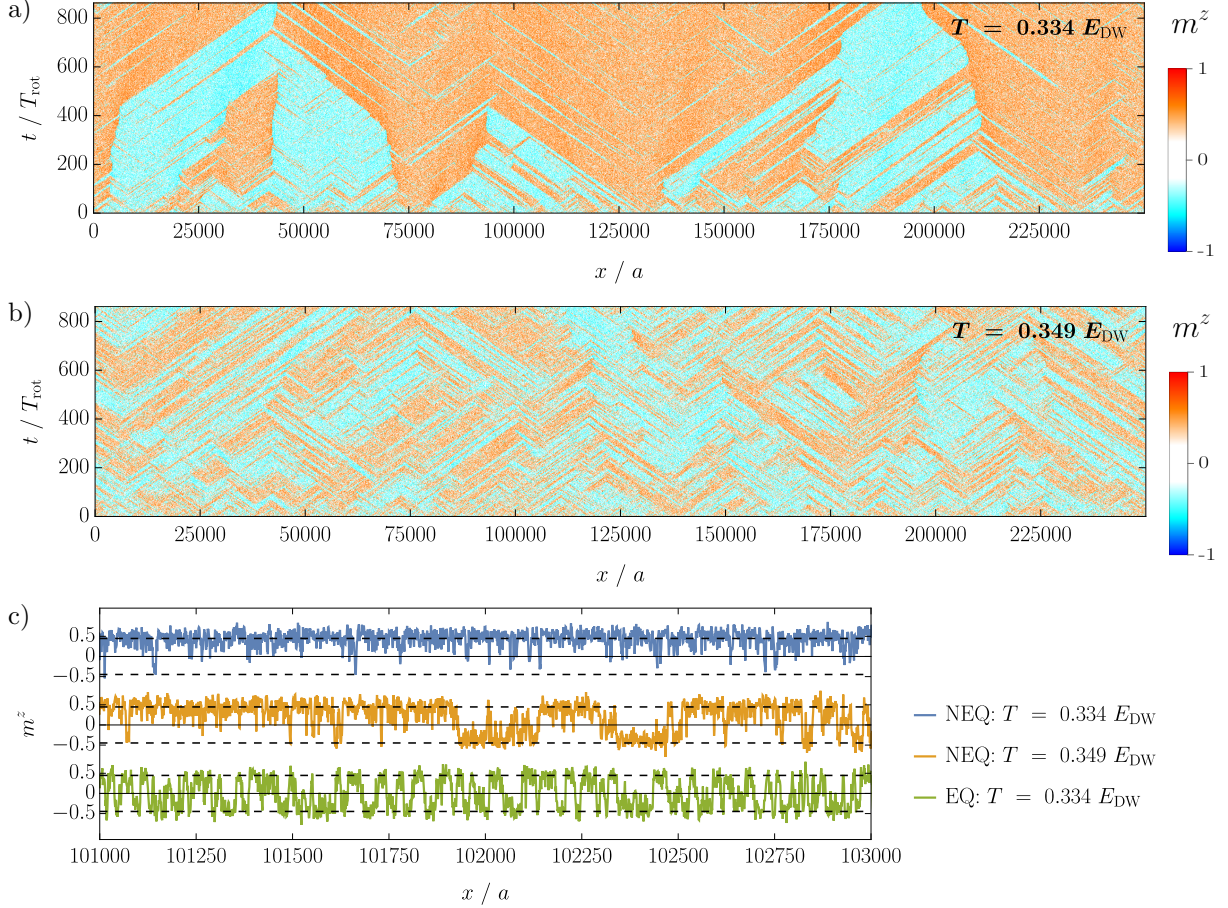 a)
T = 0.334 E_DW
m^z
800
600
400
200
0
t / T_rot
1
0
-1
0 25000 50000 75000 100000 125000 150000 175000 200000 225000
x / a
b)
T = 0.349 E_DW
m^z
800
600
400
200
0
t / T_rot
1
0
-1
0 25000 50000 75000 100000 125000 150000 175000 200000 225000
x / a
c)
0.5
0
−0.5
0.5
0
−0.5
0.5
0
−0.5
m^z
NEQ: T = 0.334 E_DW
NEQ: T = 0.349 E_DW
EQ: T = 0.334 E_DW
101000 101250 101500 101750 102000 102250 102500 102750 103000
x / a